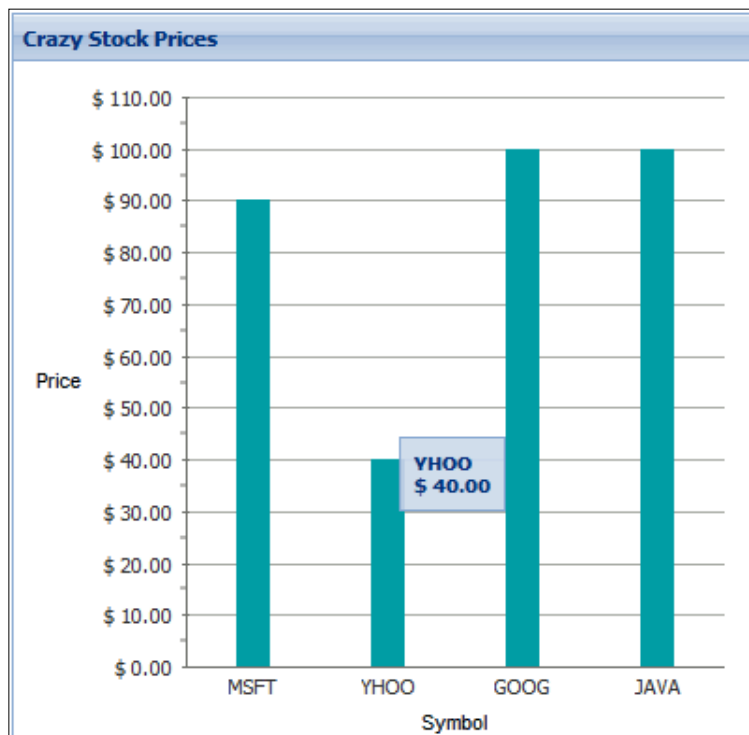 Crazy Stock Prices
$ 110.00
$ 100.00
$ 90.00
$ 80.00
$ 70.00
$ 60.00
Price
$ 50.00
$ 40.00
$ 30.00
$ 20.00
$ 10.00
$ 0.00
YHOO
$ 40.00
MSFT YHOO GOOG JAVA
Symbol